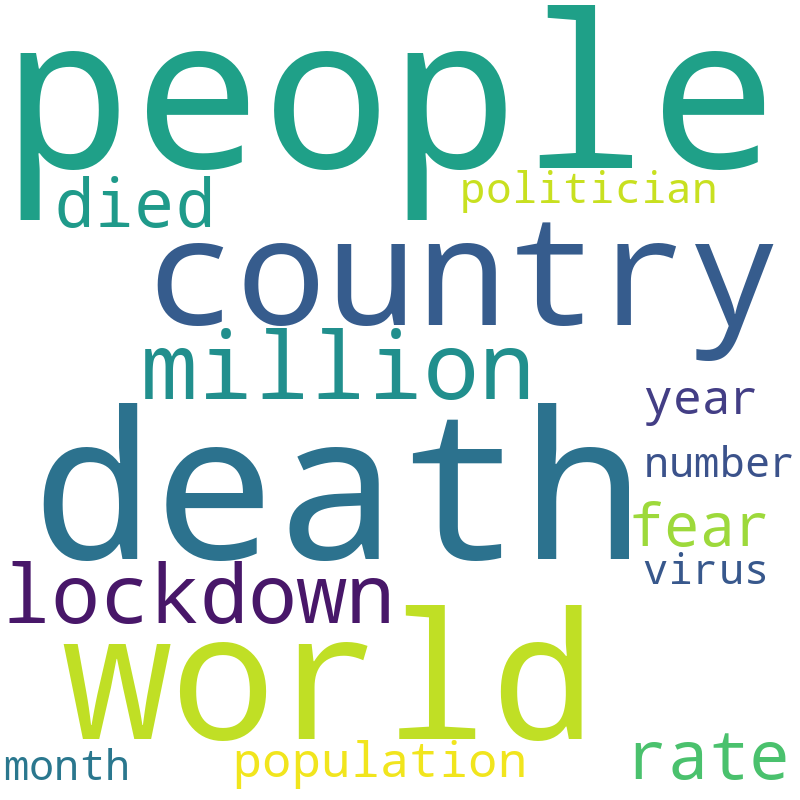 people
died
politician
country
million
year
death
number
fear
virus
lockdown
world
month
population
rate